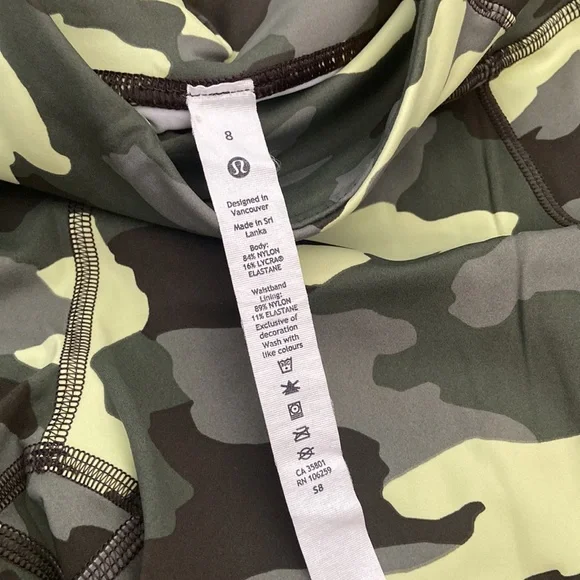 8
Designed in
Vancouver
Made in Sri
Lanka
Body:
84% NYLON
16% LYCRA®
ELASTANE
Waistband
Lining:
89% NYLON
11% ELASTANE
Exclusive of
decoration
Wash with
like colours
CA 35801
RN 106259
S8